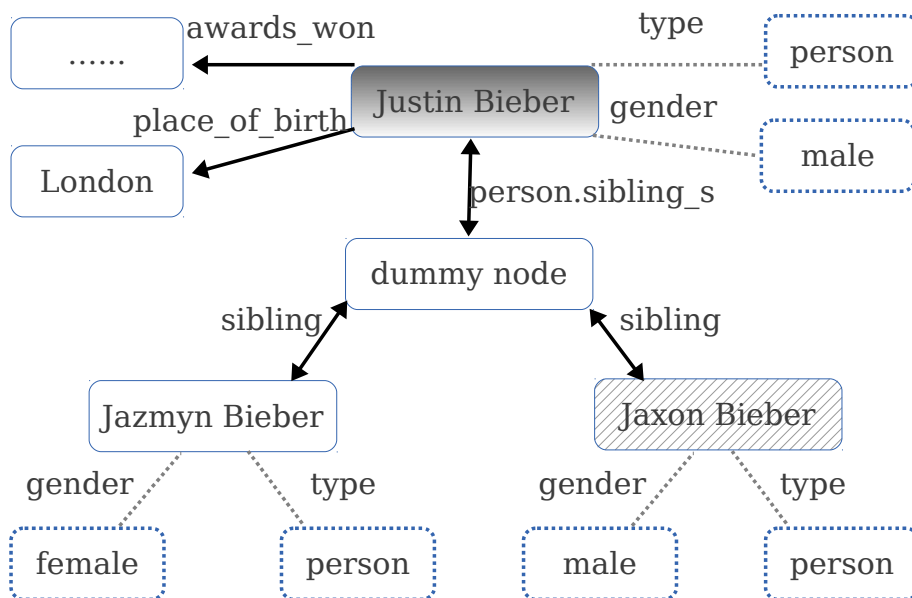 awards_won
type
......
person
Justin Bieber
gender
place_of_birth
male
London
person.sibling_s
dummy node
sibling
sibling
Jazmyn Bieber
Jaxon Bieber
gender
type
gender
type
female
person
male
person